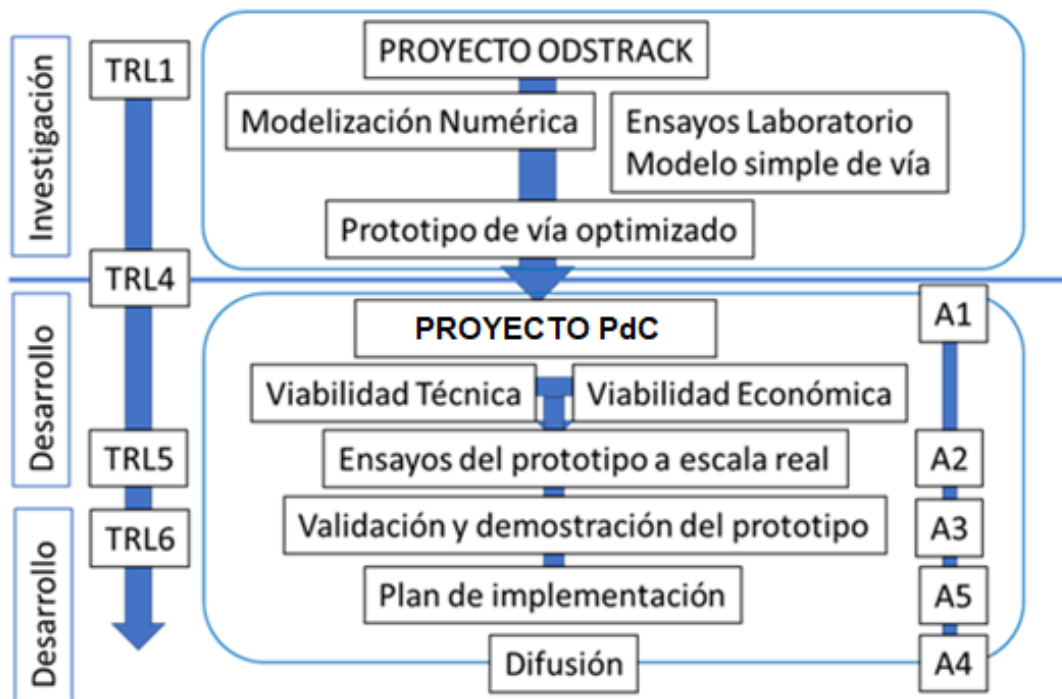 Investigación
TRL1
PROYECTO ODSTRACK
Modelización Numérica
Ensayos Laboratorio
Modelo simple de vía
Prototipo de vía optimizado
TRL4
Desarrollo
PROYECTO PdC
A1
Viabilidad Técnica
Viabilidad Económica
TRL5
Ensayos del prototipo a escala real
A2
Desarrollo
TRL6
Validación y demostración del prototipo
A3
Plan de implementación
A5
Difusión
A4